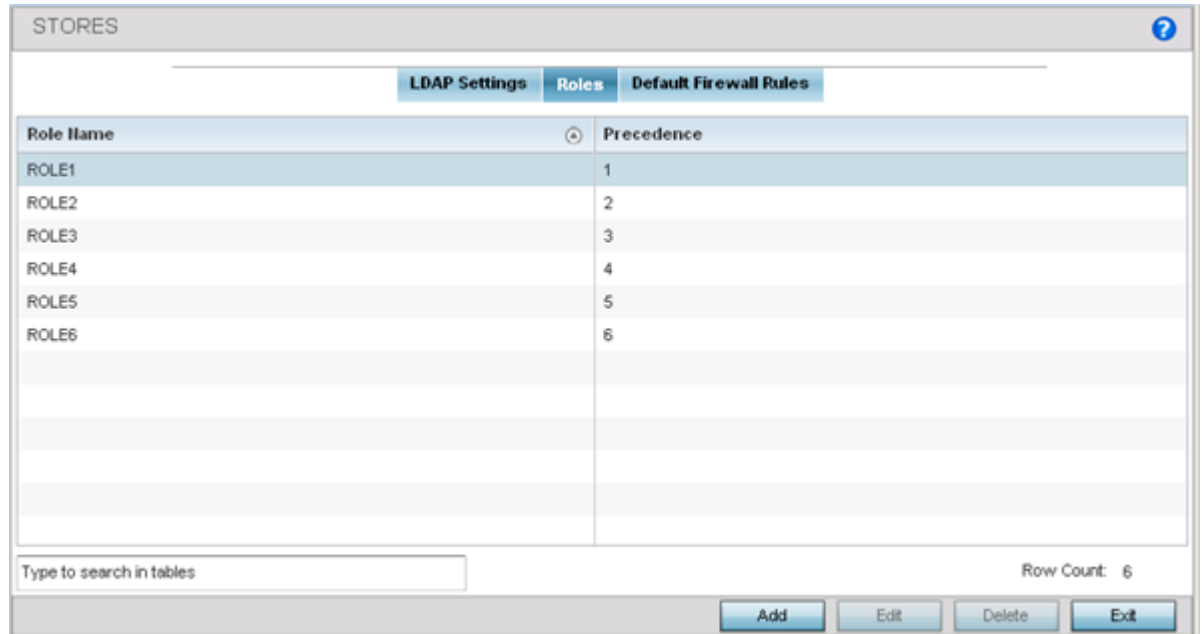 STORES
LDAP Settings Roles Default Firewall Rules
Role Name Precedence
ROLE1 1
ROLE2 2
ROLE3 3
ROLE4 4
ROLE5 5
ROLE6 6
Type to search in tables Row Count: 6
Add Edit Delete Exit